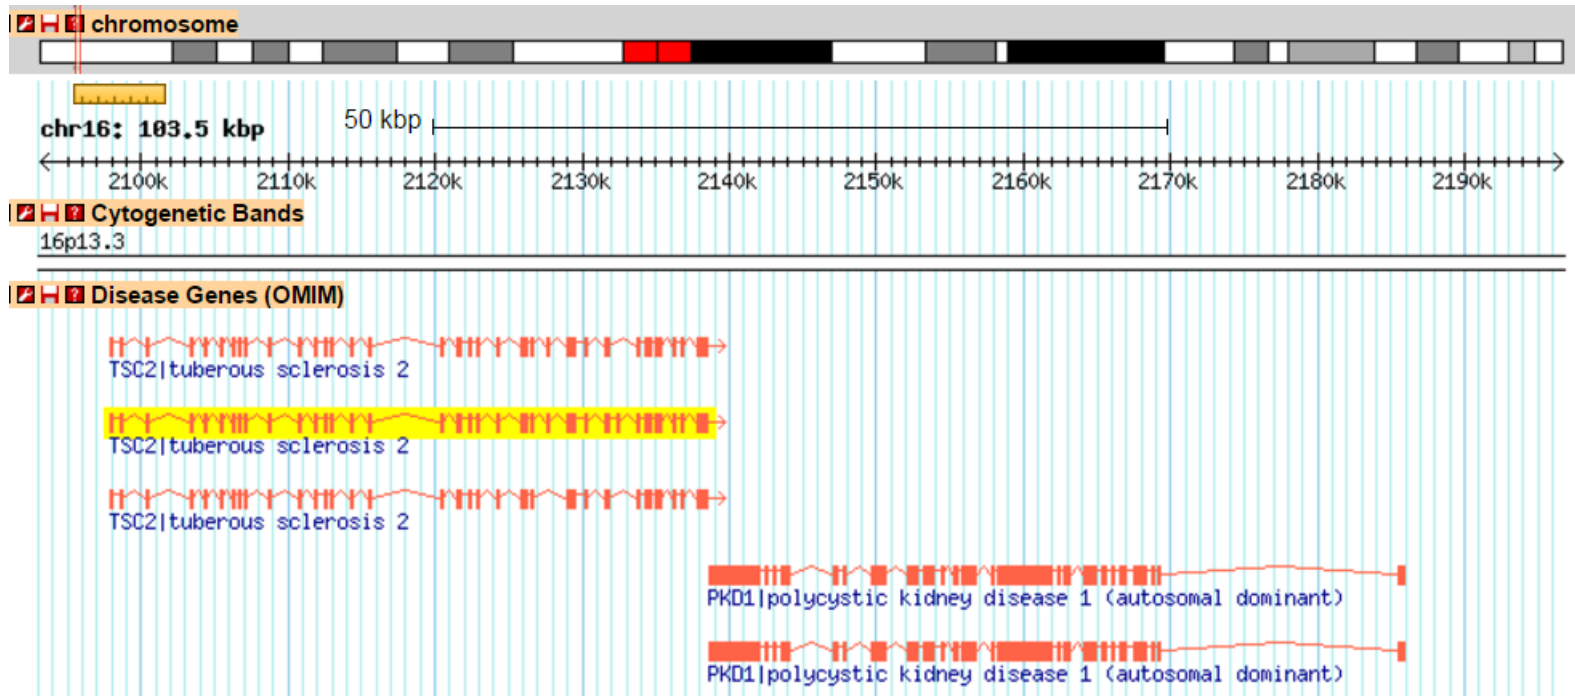 chromosome
50 kbp
chr16: 103.5 kbp
2100k 2110k 2120k 2130k 2140k 2150k 2160k 2170k 2180k 2190k
? Cytogenetic Bands
16p13.3
? Disease Genes (OMIM)
TSC2|tuberous sclerosis 2
TSC2|tuberous sclerosis 2
TSC2|tuberous sclerosis 2
PKD1|polycystic kidney disease 1 (autosomal dominant)
PKD1|polycystic kidney disease 1 (autosomal dominant)